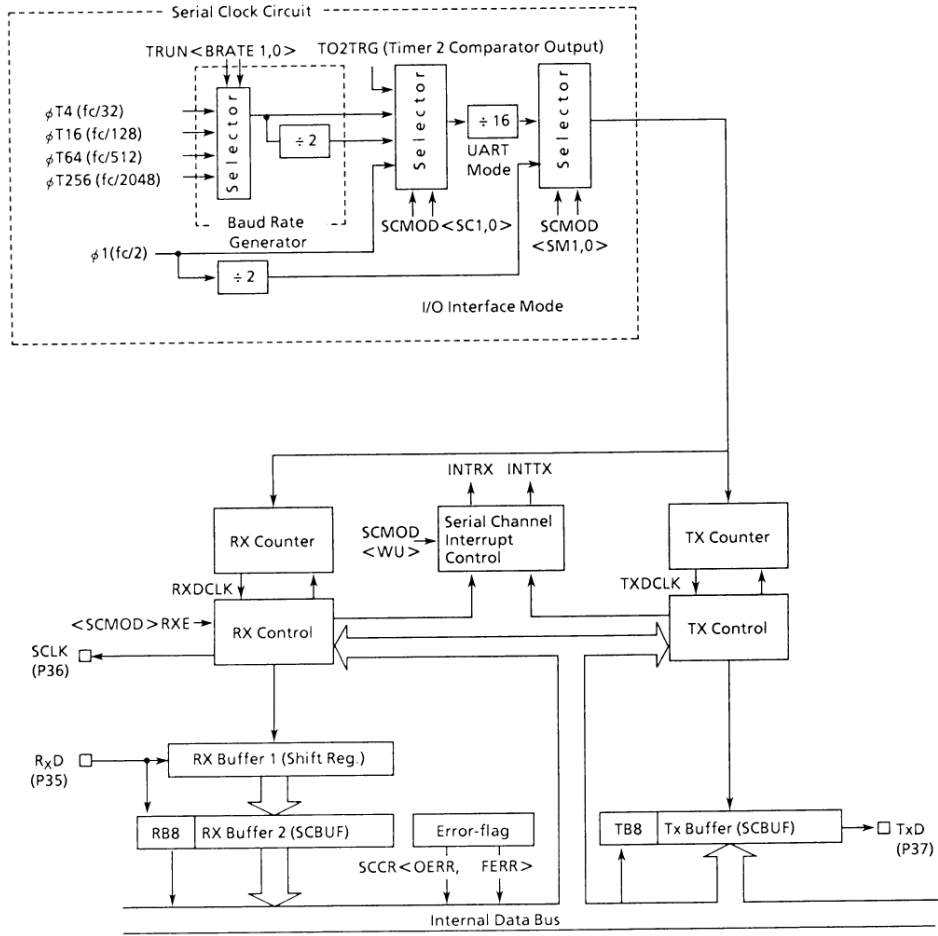 Serial Clock Circuit
TRUN<BRATE 1,0>
TO2TRG (Timer 2 Comparator Output)
ϕT4 (fc/32)
ϕT16 (fc/128)
ϕT64 (fc/512)
ϕT256 (fc/2048)
Selector
÷ 2
Selector
÷ 16
UART
Mode
Selector
Baud Rate
Generator
SCMOD <SC1,0>
SCMOD
<SM1,0>
ϕ1(fc/2)
÷ 2
I/O Interface Mode
INTRX
INTTX
RX Counter
SCMOD
<WU>
Serial Channel
Interrupt
Control
TX Counter
RXDCLK
TXDCLK
<SCMOD>RXE
RX Control
TX Control
SCLK
(P36)
RxD
(P35)
RX Buffer 1 (Shift Reg.)
RB8
RX Buffer 2 (SCBUF)
Error-flag
TB8
Tx Buffer (SCBUF)
TxD
(P37)
SCCR<OERR, FERR>
Internal Data Bus